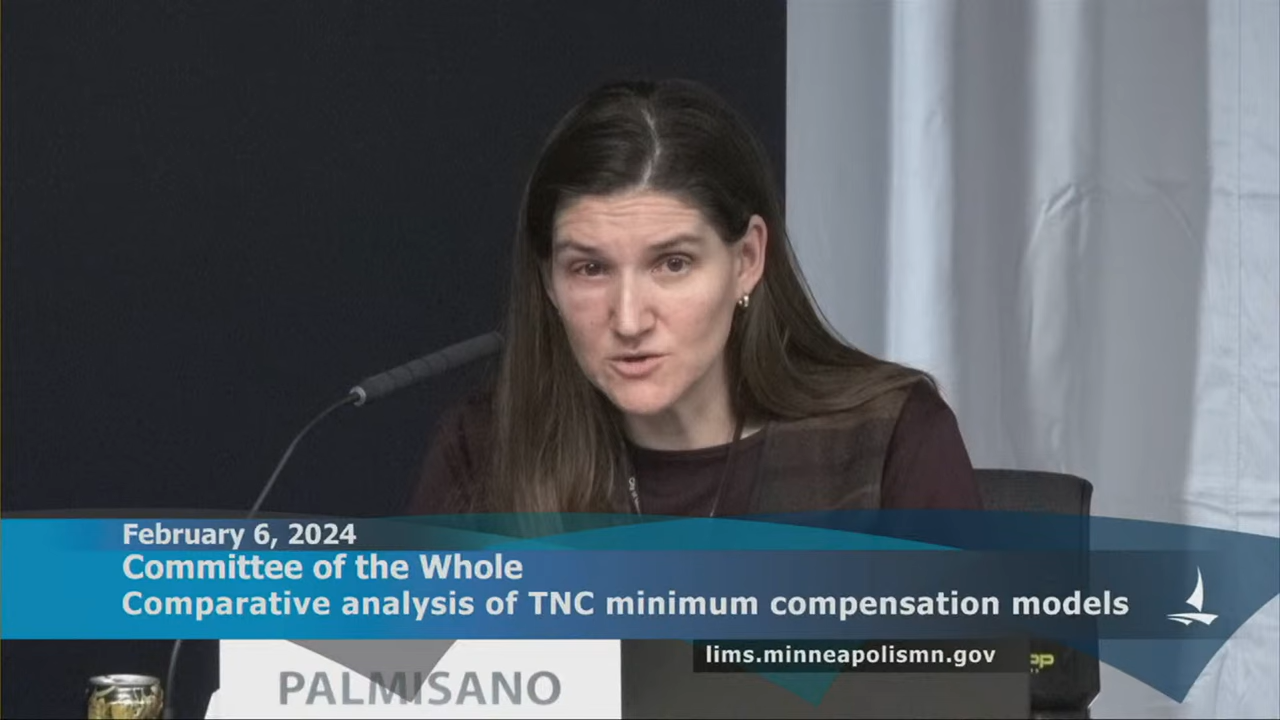 February 6, 2024
Committee of the Whole
Comparative analysis of TNC minimum compensation models
lims.minneapolismn.gov
PALMISANO